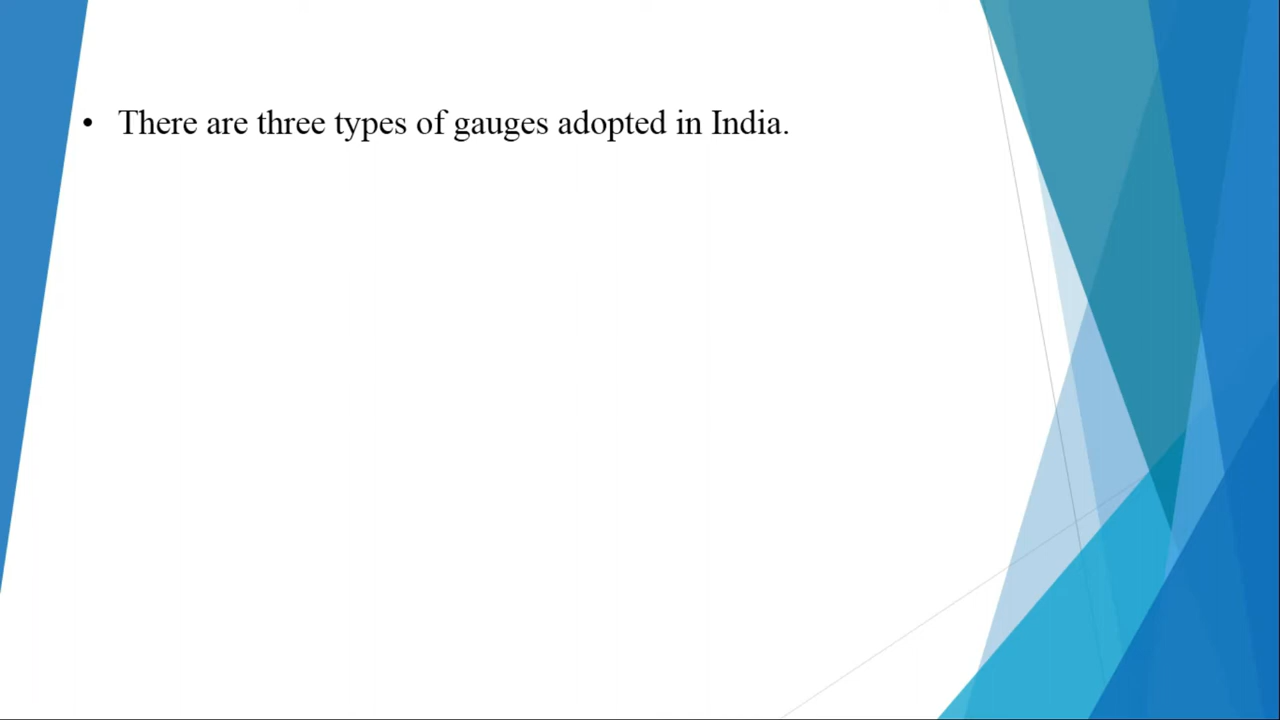 • There are three types of gauges adopted in India.